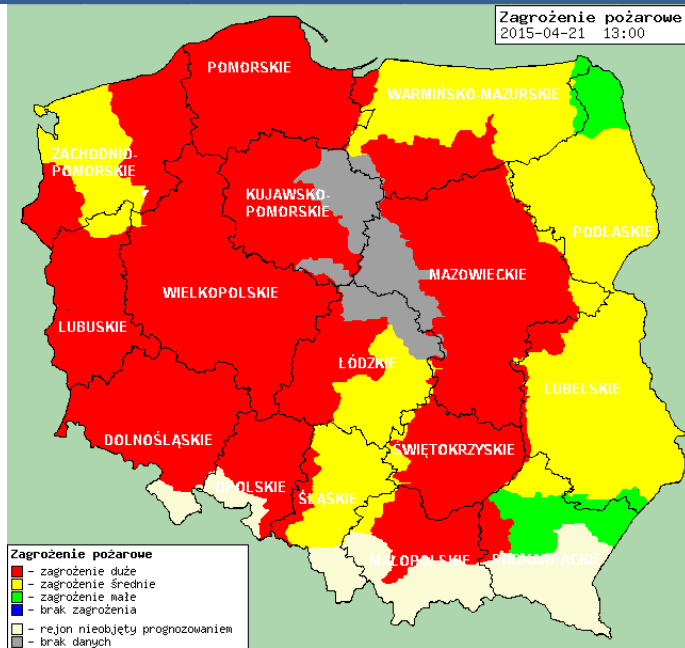 Zagrożenie pożarowe
2015-04-21 13:00
POMORSKIE
WARMIŃSKO-MAZURSKIE
ZACHODNIO-
POMORSKIE
KUJAWSKO-
POMORSKIE
PODLASKIE
MAZOWIECKIE
WIELKOPOLSKIE
LUBUSKIE
ŁÓDZKIE
LUBELSKIE
DOLNOŚLĄSKIE
ŚWIĘTOKRZYSKIE
OPOLSKIE
ŚLĄSKIE
MAŁOPOLSKIE
PODKARPACKIE
Zagrożenie pożarowe
- zagrożenie duże
- zagrożenie średnie
- zagrożenie małe
- brak zagrożenia
- rejon nieobjęty prognozowaniem
- brak danych